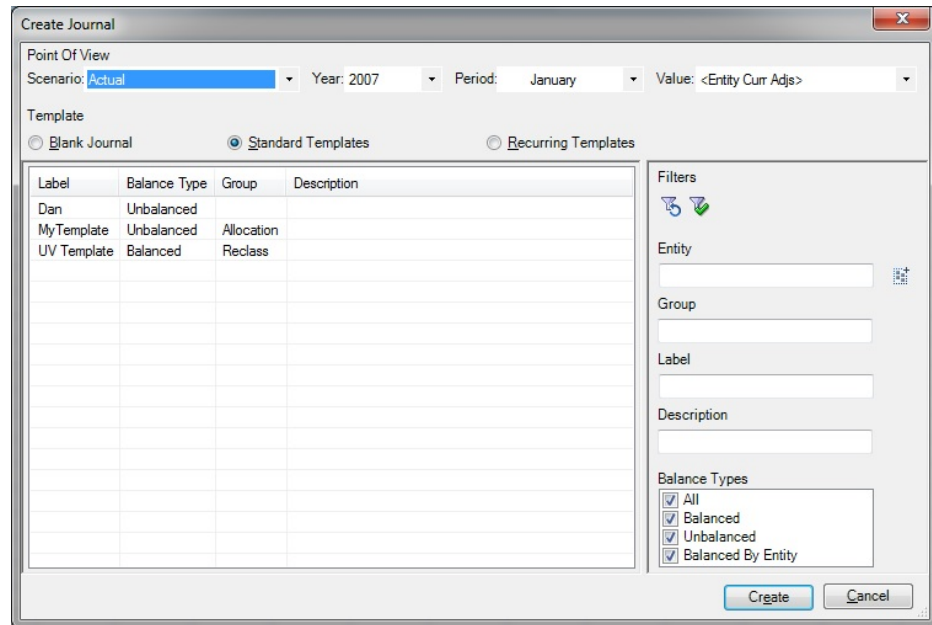 Create Journal
Point Of View
Scenario: Actual Year: 2007 Period: January Value: <Entity Curr Adjs>
Template
Blank Journal Standard Templates Recurring Templates
Label Balance Type Group Description
Dan Unbalanced
MyTemplate Unbalanced Allocation
UV Template Balanced Reclass
Filters
Entity
Group
Label
Description
Balance Types
All
Balanced
Unbalanced
Balanced By Entity
Create Cancel